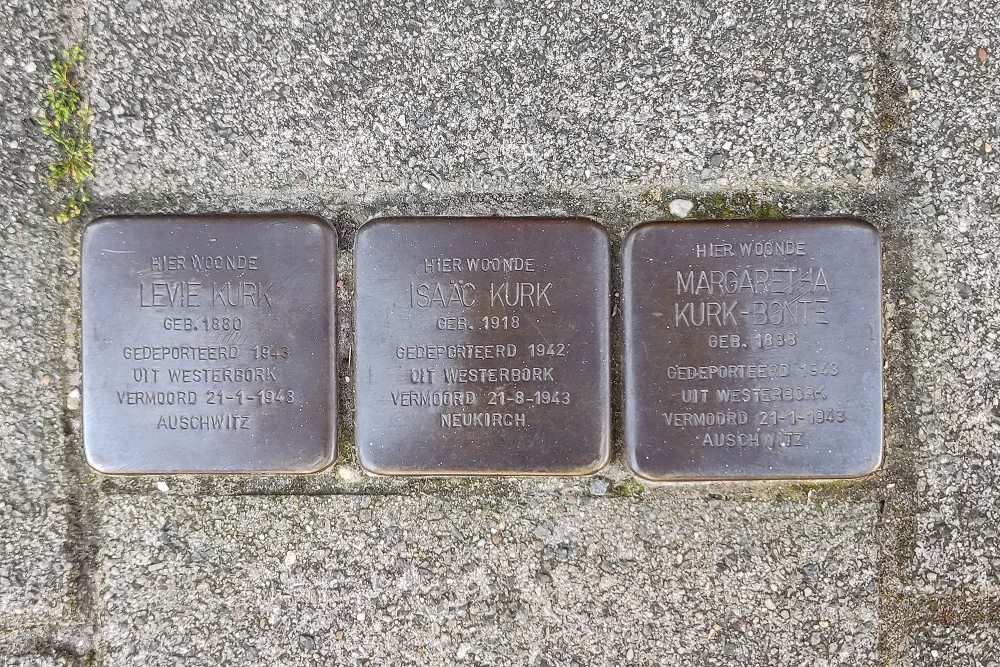 HIER WOONDE
LEVIE KURK
GEB. 1880
GEDEPORTEERD 1943
UIT WESTERBORK
VERMOORD 21-1-1943
AUSCHWITZ
HIER WOONDE
ISAÄC KURK
GEB. 1918
GEDEPORTEERD 1942
UIT WESTERBORK
VERMOORD 21-8-1943
NEUKIRCH
HIER WOONDE
MARGARETHA
KURK-BONTE
GEB.
GEDEPORTEERD 1943
UIT WESTERBORK
VERMOORD 21-1-1943
AUSCHWITZ